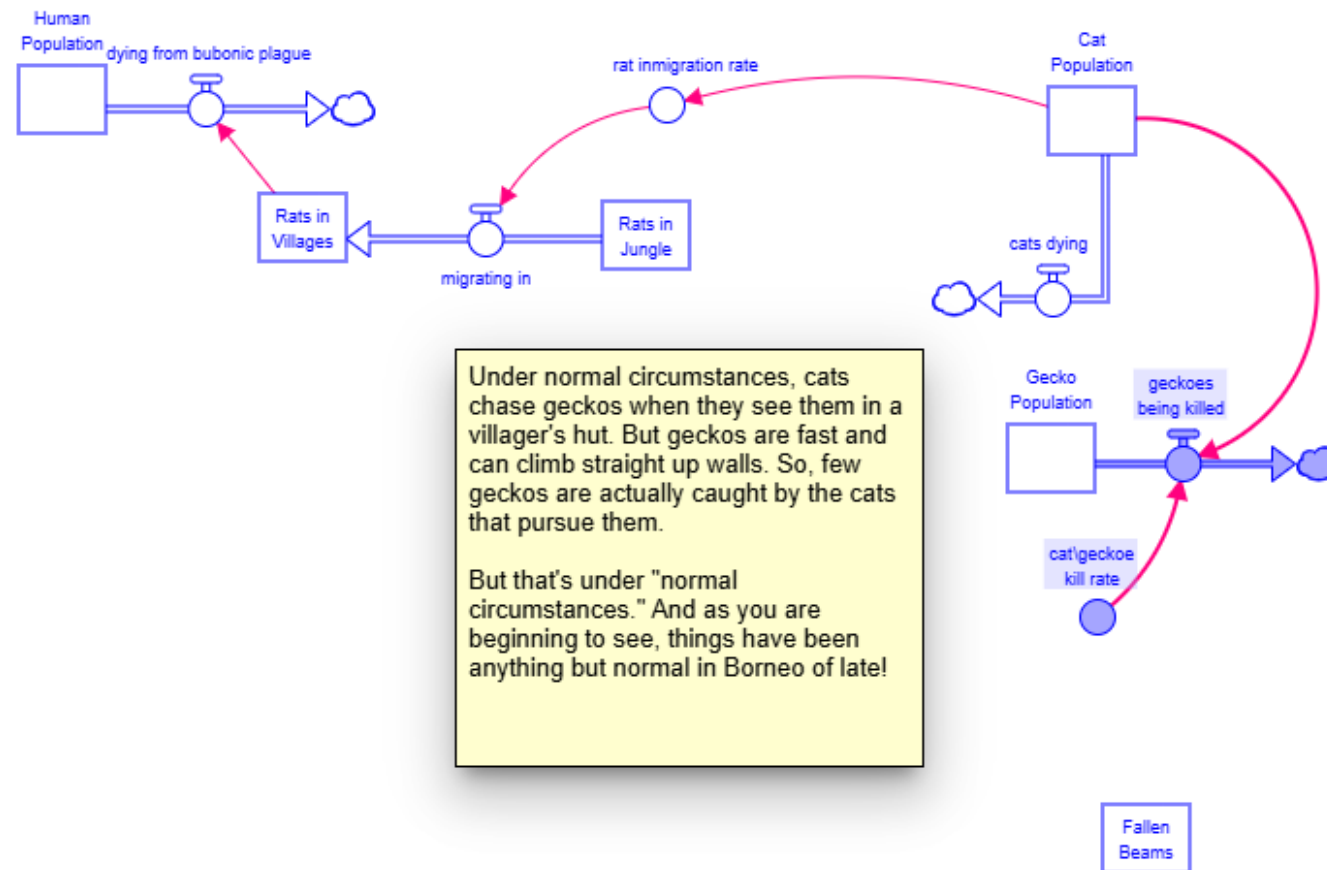 Human
Population
dying from bubonic plague
rat inmigration rate
Cat
Population
Rats in
Villages
migrating in
Rats in
Jungle
cats dying
Under normal circumstances, cats
chase geckos when they see them in a
villager's hut. But geckos are fast and
can climb straight up walls. So, few
geckos are actually caught by the cats
that pursue them.
But that's under "normal
circumstances." And as you are
beginning to see, things have been
anything but normal in Borneo of late!
Gecko
Population
geckoes
being killed
cat\geckoe
kill rate
Fallen
Beams